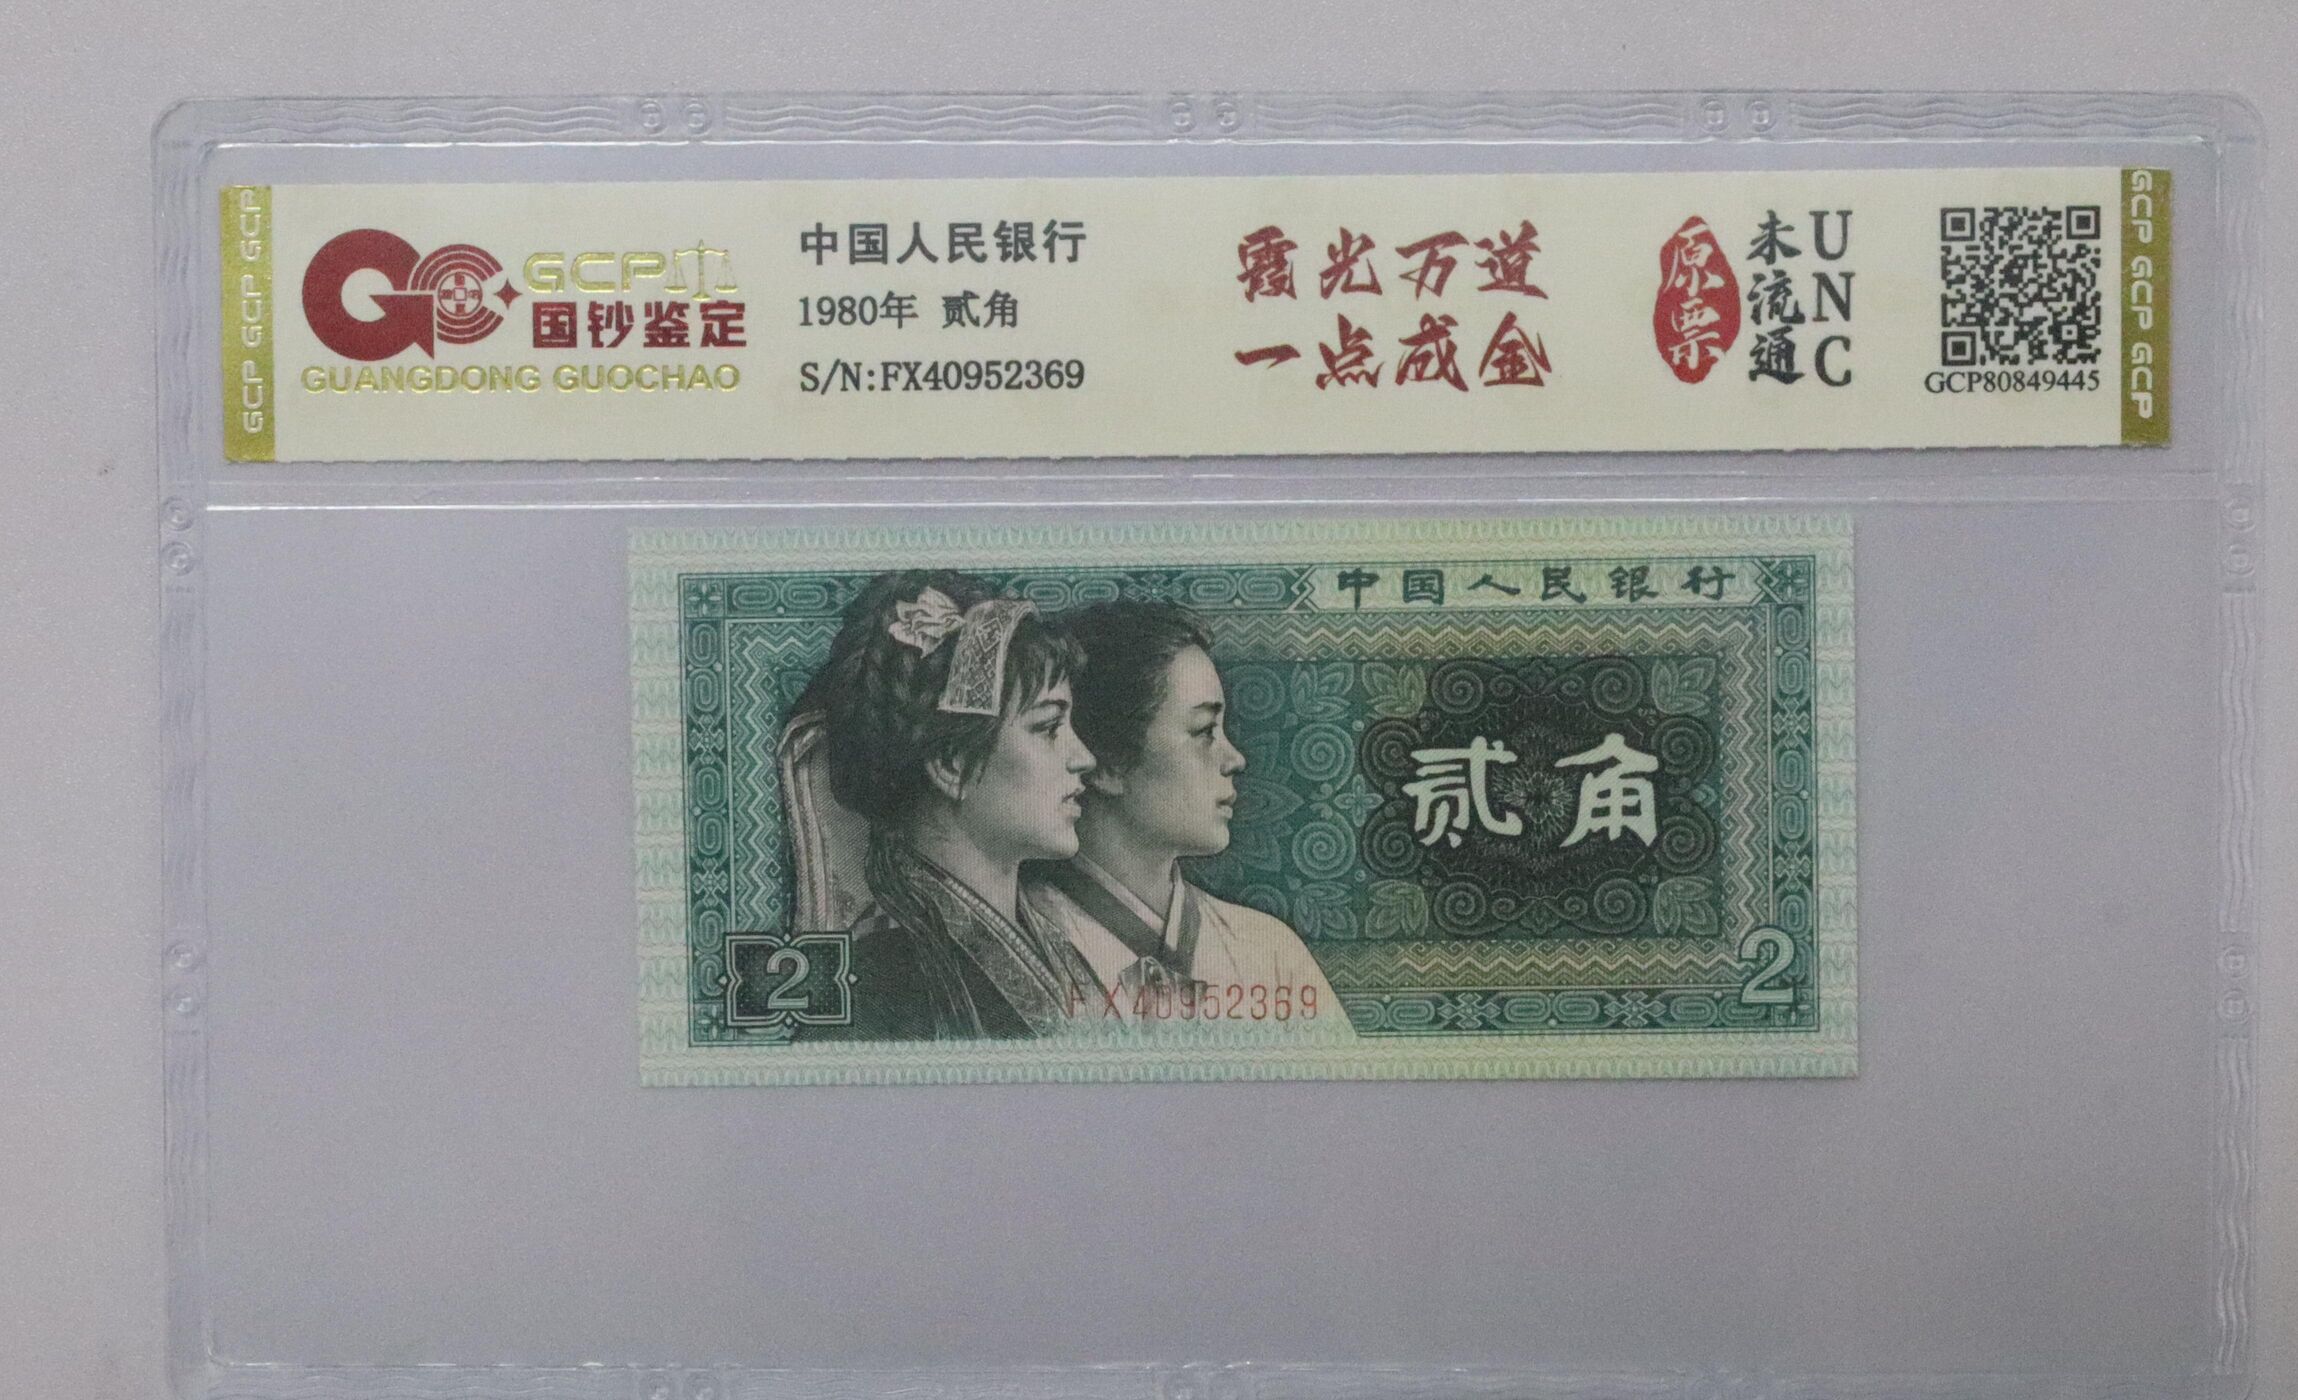 GCP GCP GCP
GCP
国钞鉴定
GUANGDONG GUOCHAO
中国人民银行
1980年 贰角
S/N:FX40952369
霞光万道
一点成金
原票
未流通
UNC
GCP80849445
GCP GCP GCP
中国人民银行
贰角
2
FX40952369
2